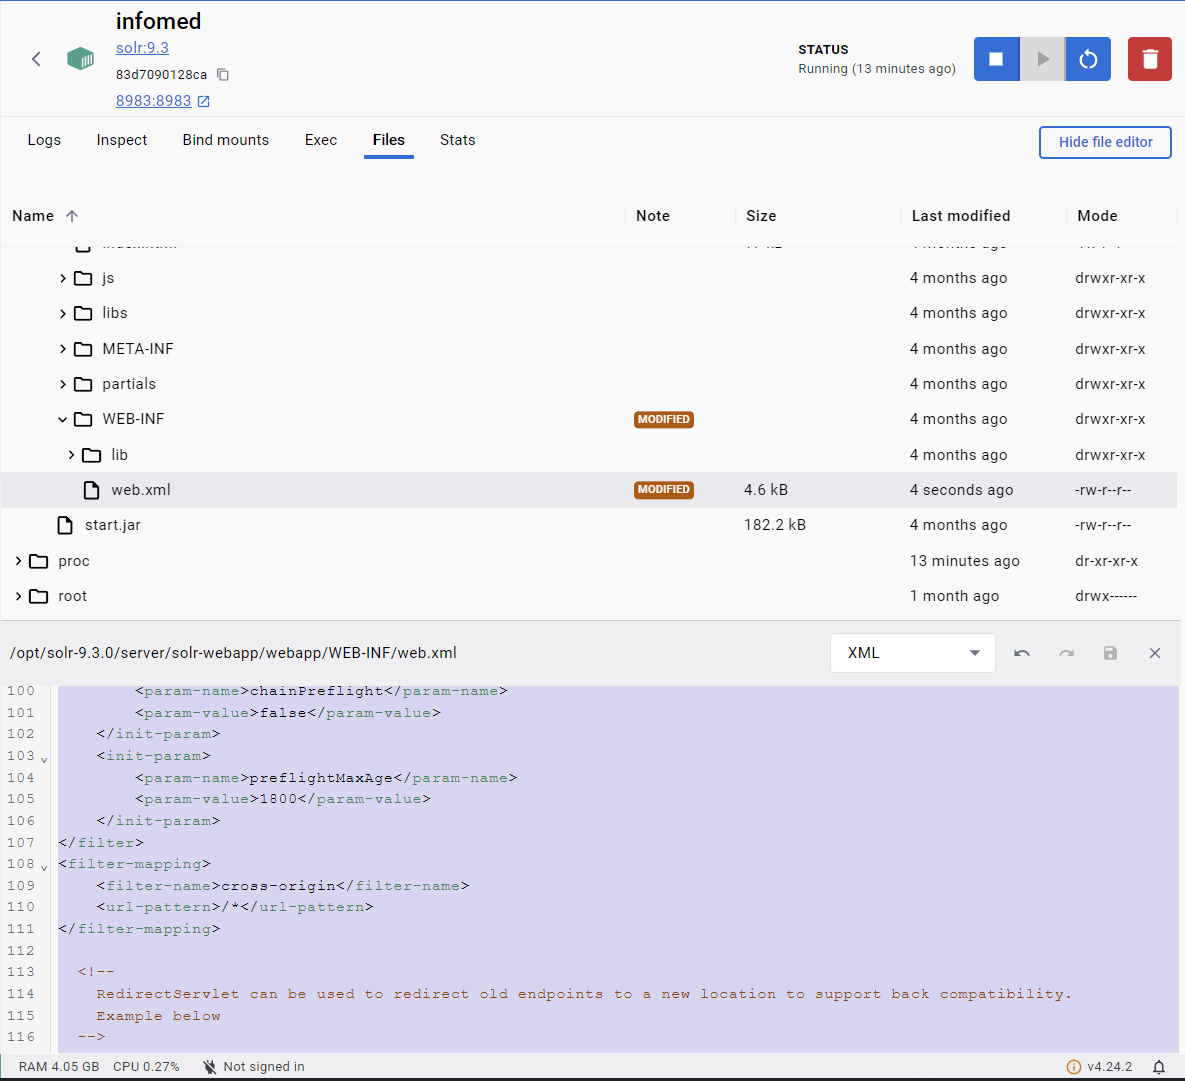 infomed
solr:9.3
83d7090128ca
8983:8983
STATUS
Running (13 minutes ago)
Logs Inspect Bind mounts Exec Files Stats
Hide file editor
Name Note Size Last modified Mode
js 4 months ago drwxr-xr-x
libs 4 months ago drwxr-xr-x
META-INF 4 months ago drwxr-xr-x
partials 4 months ago drwxr-xr-x
WEB-INF MODIFIED 4 months ago drwxr-xr-x
lib 4 months ago drwxr-xr-x
web.xml MODIFIED 4.6 kB 4 seconds ago -rw-r--r--
start.jar 182.2 kB 4 months ago -rw-r--r--
proc 13 minutes ago dr-xr-xr-x
root 1 month ago drwx------
/opt/solr-9.3.0/server/solr-webapp/webapp/WEB-INF/web.xml XML
100 <param-name>chainPreflight</param-name>
101 <param-value>false</param-value>
102 </init-param>
103 <init-param>
104 <param-name>preflightMaxAge</param-name>
105 <param-value>1800</param-value>
106 </init-param>
107 </filter>
108 <filter-mapping>
109 <filter-name>cross-origin</filter-name>
110 <url-pattern>/*</url-pattern>
111 </filter-mapping>
112
113 <!--
114 RedirectServlet can be used to redirect old endpoints to a new location to support back compatibility.
115 Example below
116 -->
RAM 4.05 GB CPU 0.27% Not signed in v4.24.2